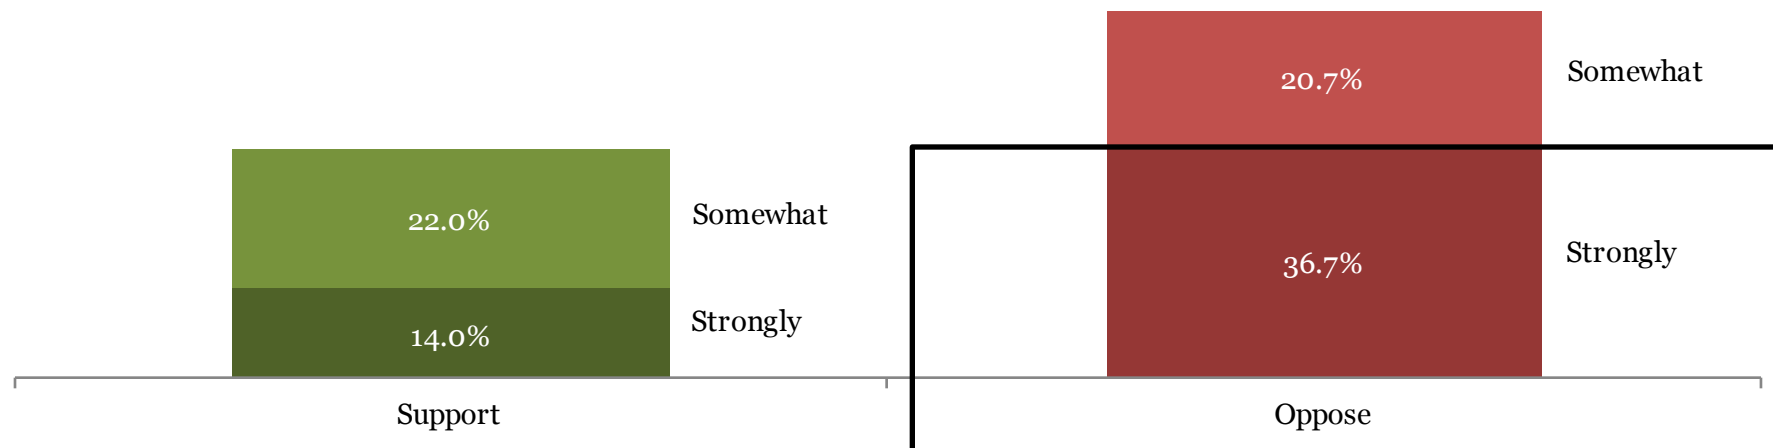 20.7%
Somewhat
22.0%
Somewhat
36.7%
Strongly
14.0%
Strongly
Support
Oppose